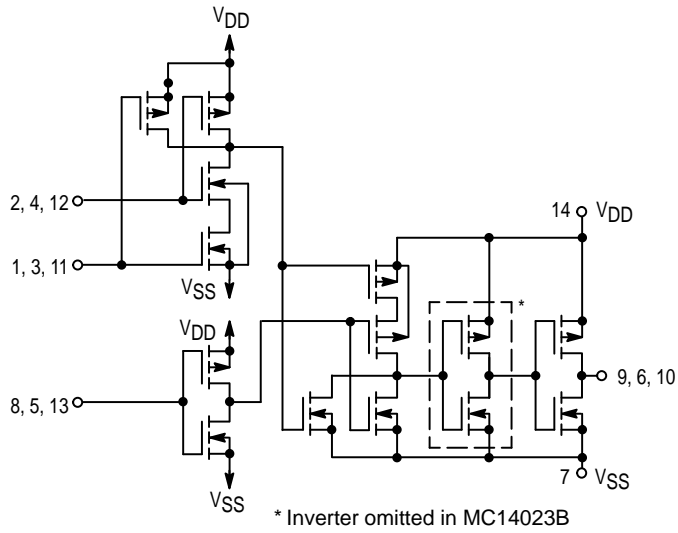 VDD
2, 4, 12
1, 3, 11
VSS
14 VDD
VDD
*
8, 5, 13
9, 6, 10
7 VSS
VSS
* Inverter omitted in MC14023B